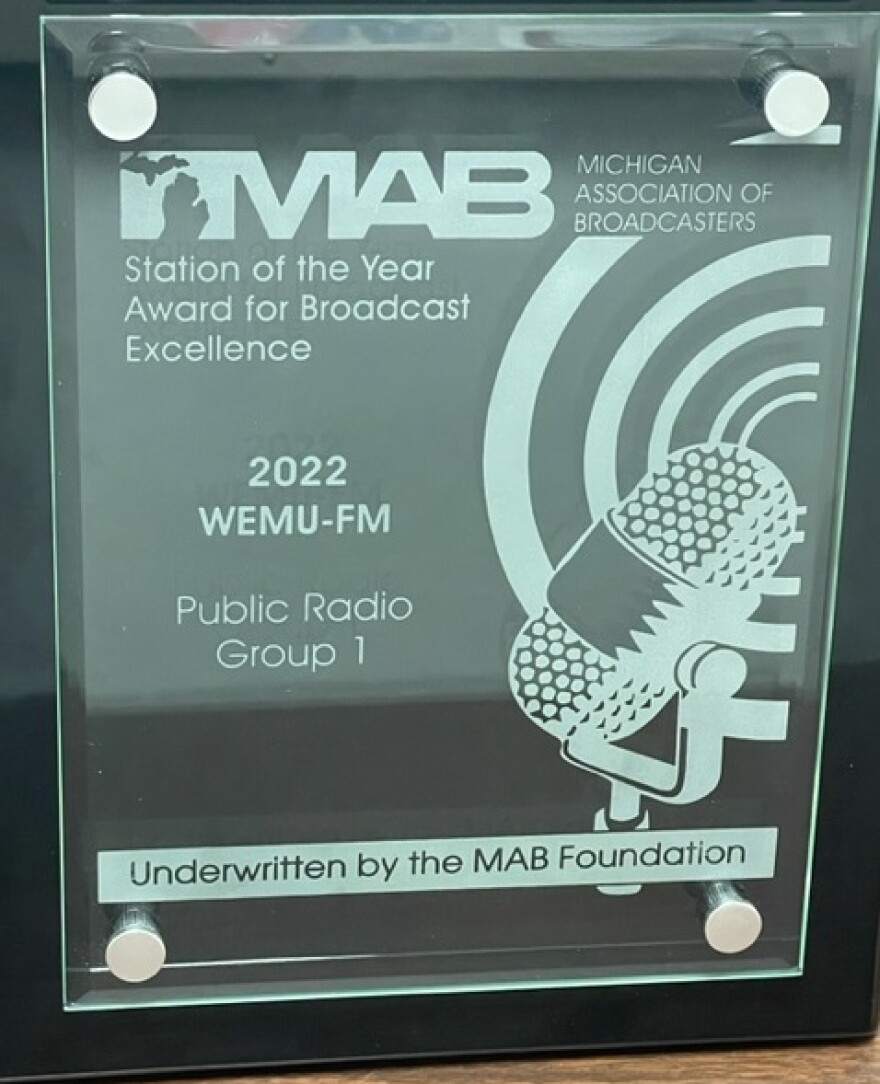 MAB
MICHIGAN
ASSOCIATION OF
BROADCASTERS
Station of the Year
Award for Broadcast
Excellence
2022
WEMU-FM
Public Radio
Group 1
Underwritten by the MAB Foundation